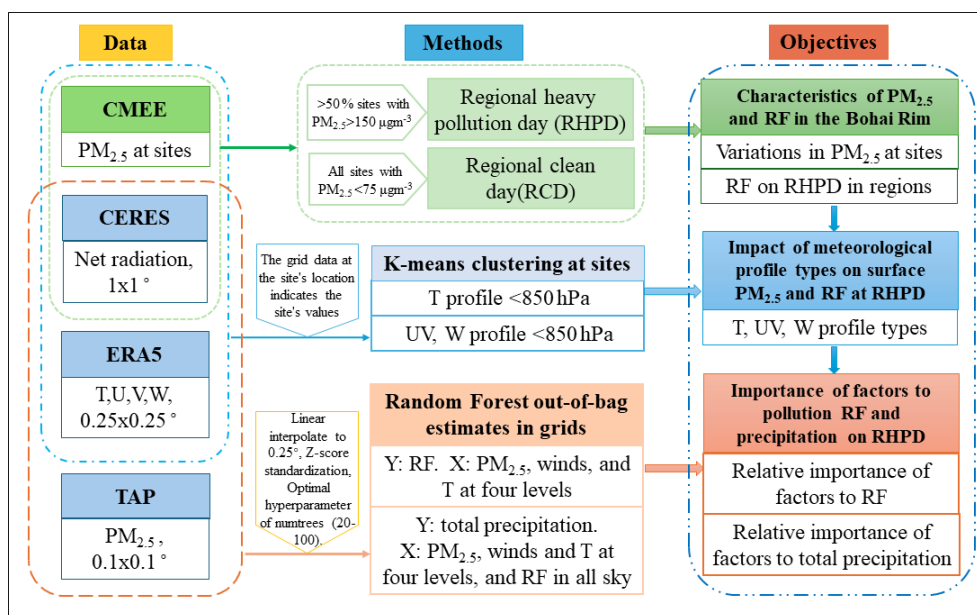 Data
Methods
Objectives
CMEE
PM2.5 at sites
CERES
Net radiation,
1x1°
ERA5
T,U,V,W,
0.25x0.25°
TAP
PM2.5,
0.1x0.1°
>50% sites with
PM2.5>150 μgm-3
Regional heavy
pollution day (RHPD)
All sites with
PM2.5<75 μgm-3
Regional clean
day(RCD)
The grid data at
the site's location
indicates the
site's values
K-means clustering at sites
T profile <850hPa
UV, W profile <850hPa
Linear
interpolate to
0.25°, Z-score
standardization,
Optimal
hyperparameter
of numtrees (20-
100).
Random Forest out-of-bag
estimates in grids
Y: RF. X: PM2.5, winds, and
T at four levels
Y: total precipitation.
X: PM2.5, winds and T at
four levels, and RF in all sky
Characteristics of PM2.5
and RF in the Bohai Rim
Variations in PM2.5 at sites
RF on RHPD in regions
Impact of meteorological
profile types on surface
PM2.5 and RF at RHPD
T, UV, W profile types
Importance of factors to
pollution RF and
precipitation on RHPD
Relative importance of
factors to RF
Relative importance of
factors to total precipitation